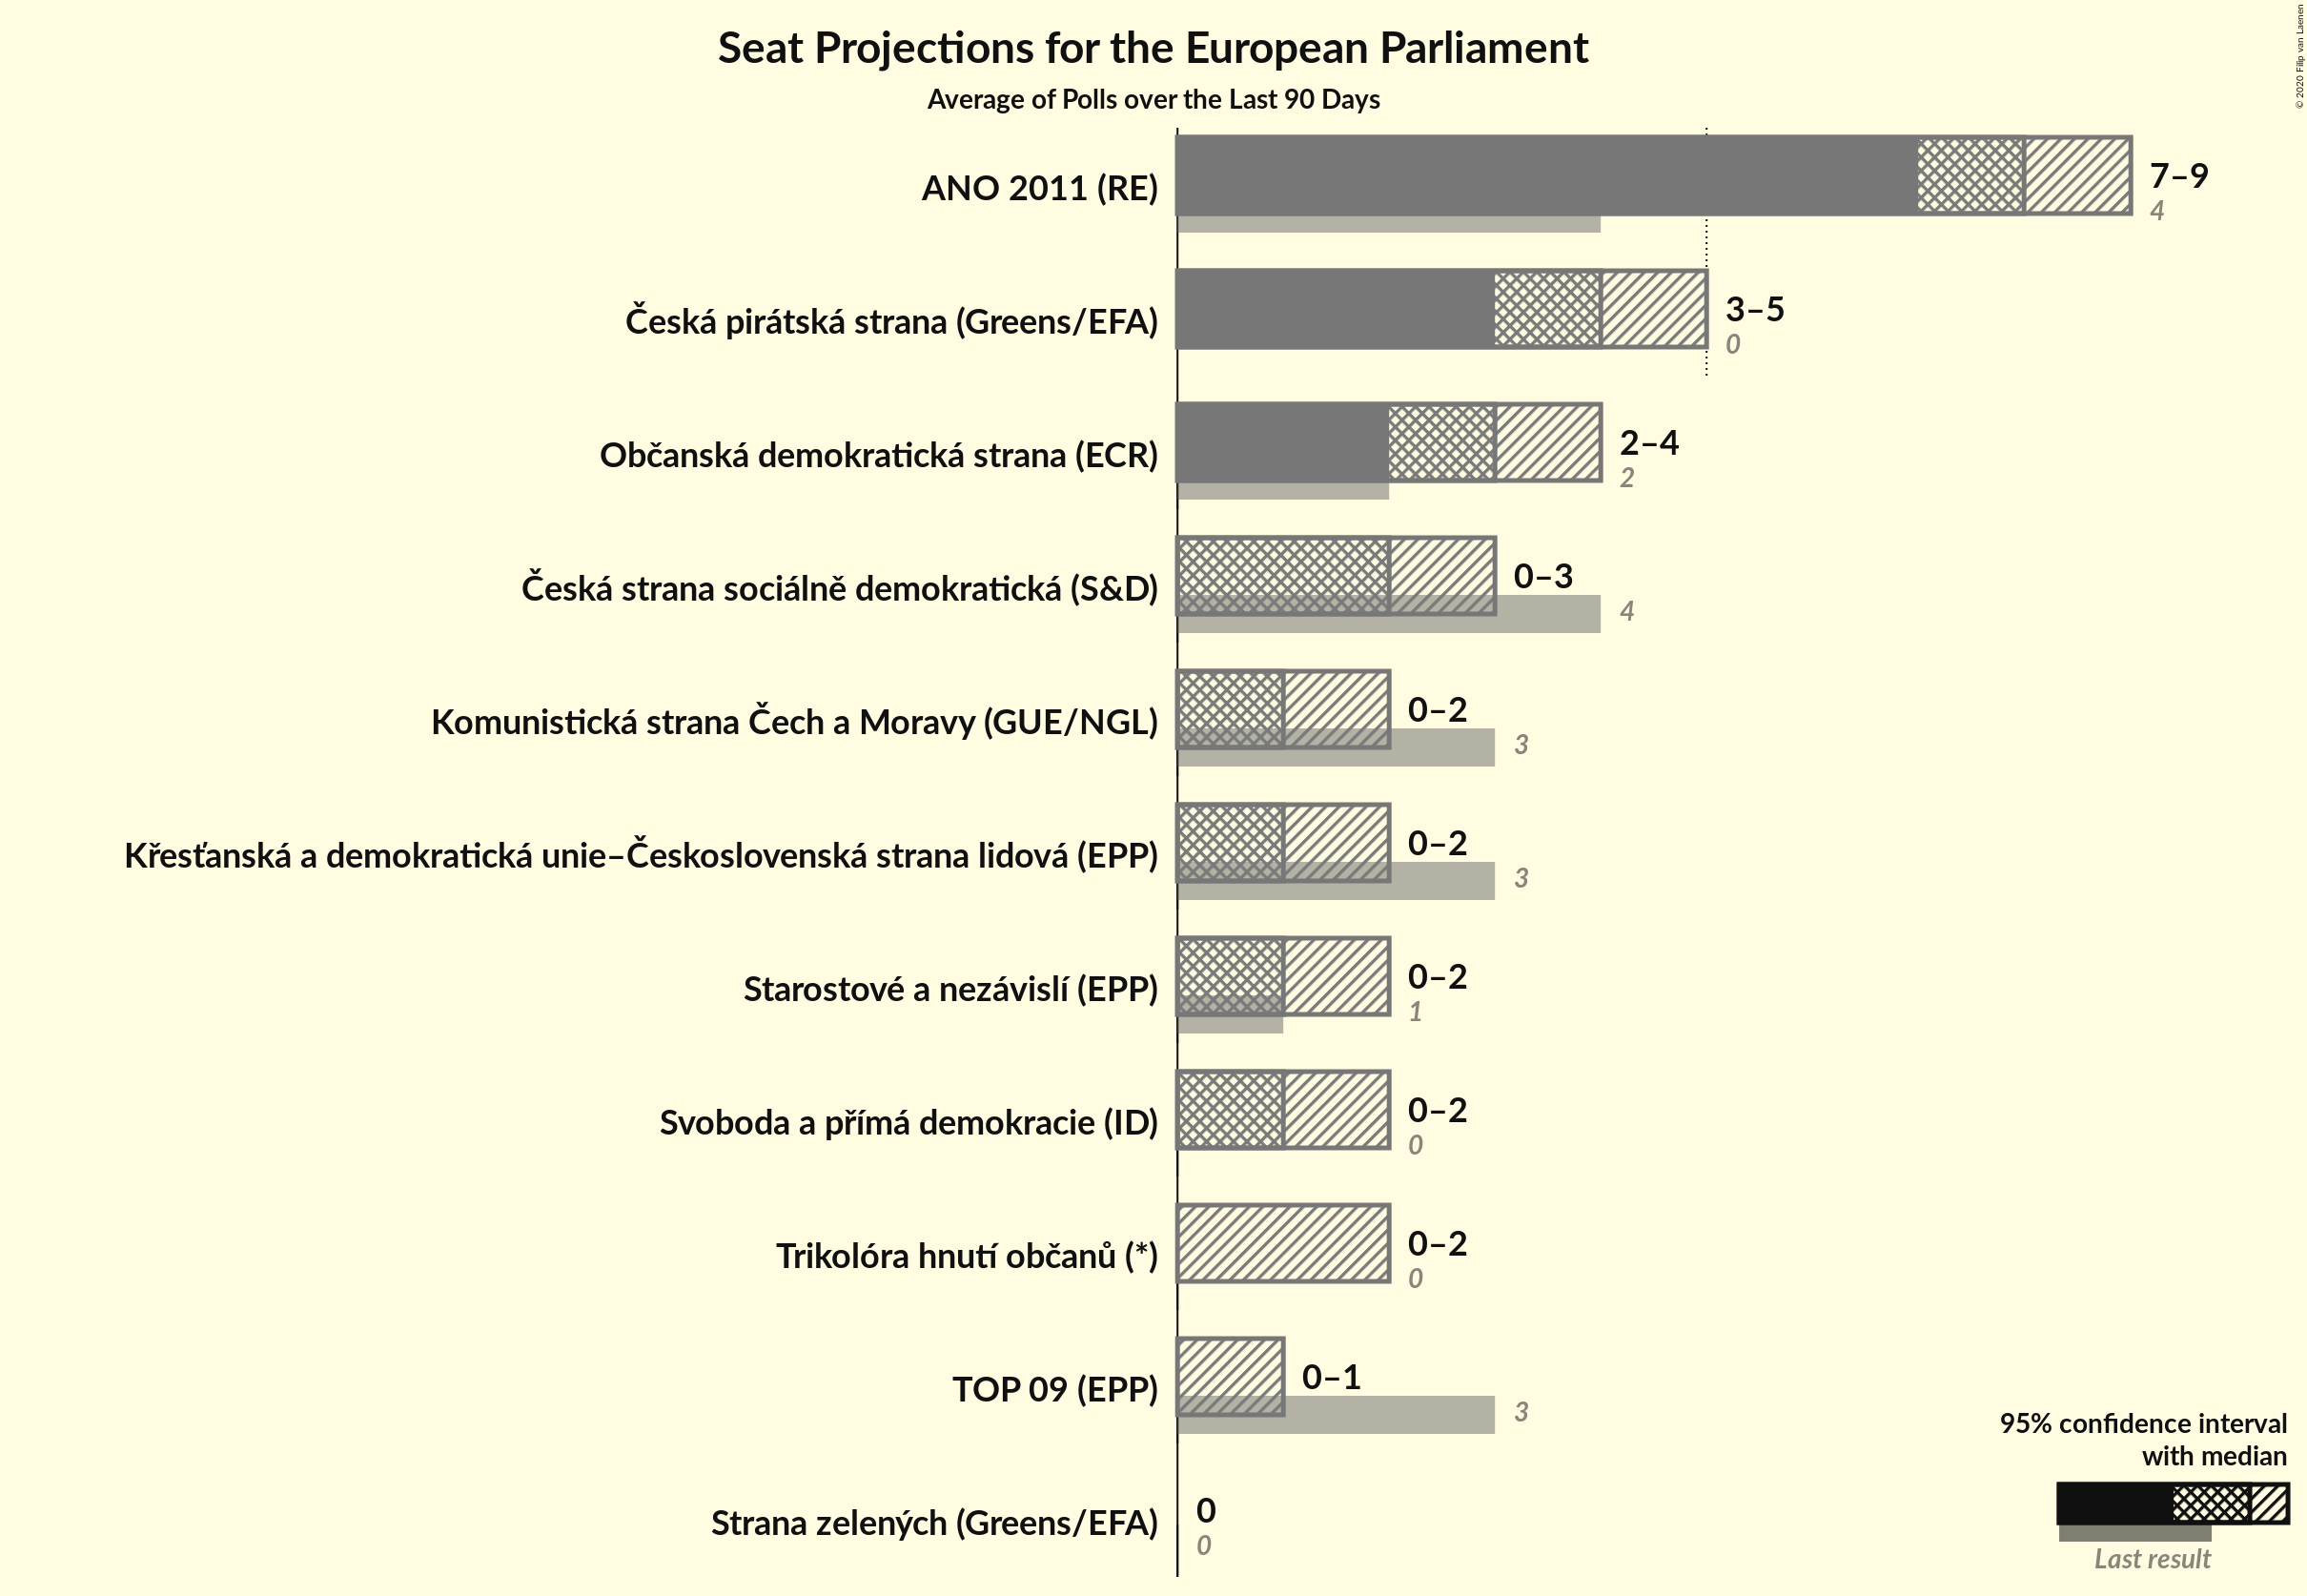 Seat Projections for the European Parliament
Average of Polls over the Last 90 Days
© 2020 Filip van Laenen
ANO 2011 (RE)
7–9
4
Česká pirátská strana (Greens/EFA)
3–5
0
Občanská demokratická strana (ECR)
2–4
2
Česká strana sociálně demokratická (S&D)
0–3
4
Komunistická strana Čech a Moravy (GUE/NGL)
0–2
3
Křesťanská a demokratická unie–Československá strana lidová (EPP)
0–2
3
Starostové a nezávislí (EPP)
0–2
1
Svoboda a přímá demokracie (ID)
0–2
0
Trikolóra hnutí občanů (*)
0–2
0
TOP 09 (EPP)
0–1
3
Strana zelených (Greens/EFA)
0
0
95% confidence interval
with median
Last result